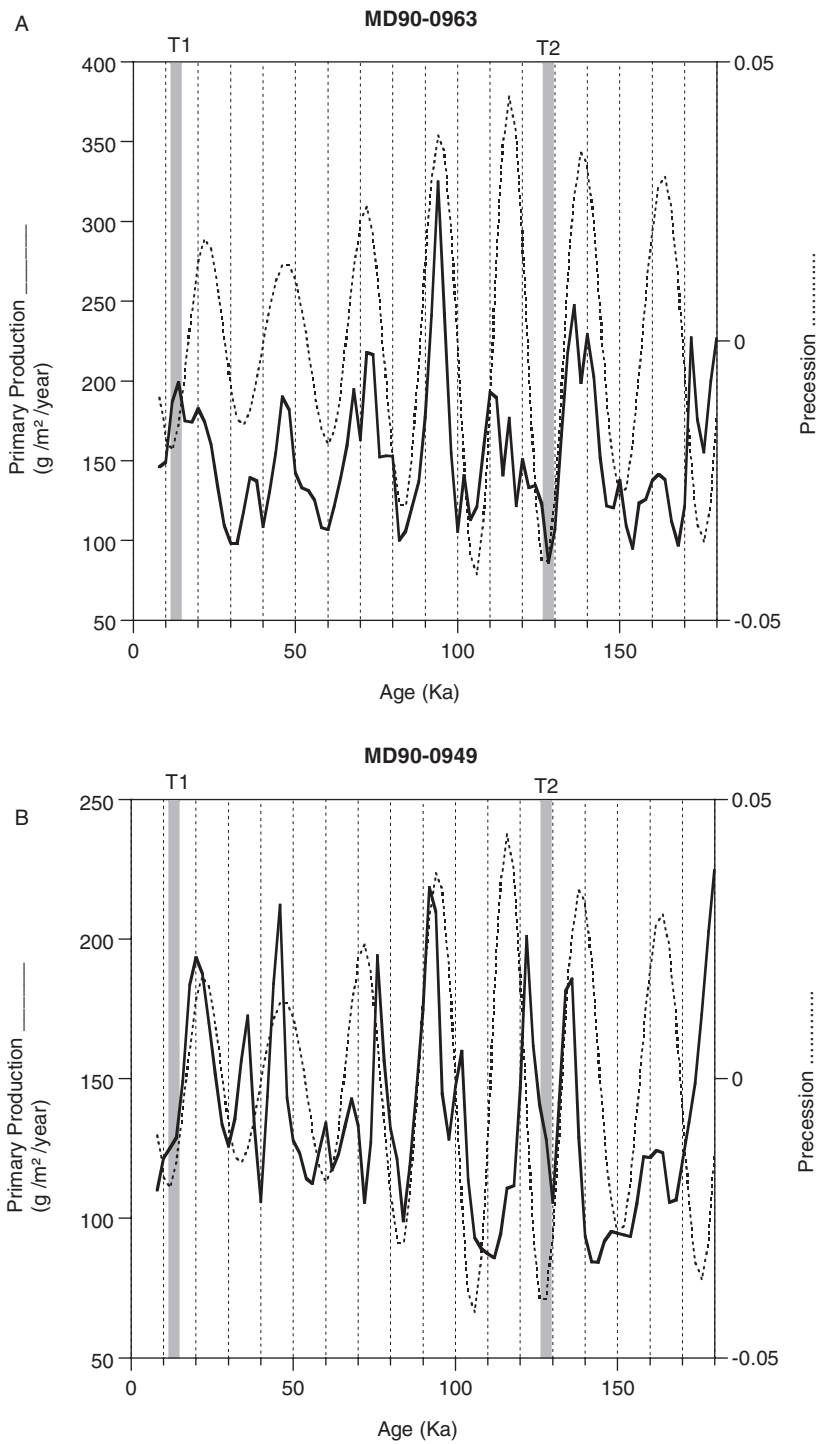 A
MD90-0963
T1
T2
400
350
300
250
200
150
100
50
0.05
0
-0.05
Primary Production ______
(g /m² /year)
Precession ..............
0
50
100
150
Age (Ka)
B
MD90-0949
T1
T2
250
200
150
100
50
0.05
0
-0.05
Primary Production ______
(g /m² /year)
Precession ..............
0
50
100
150
Age (Ka)